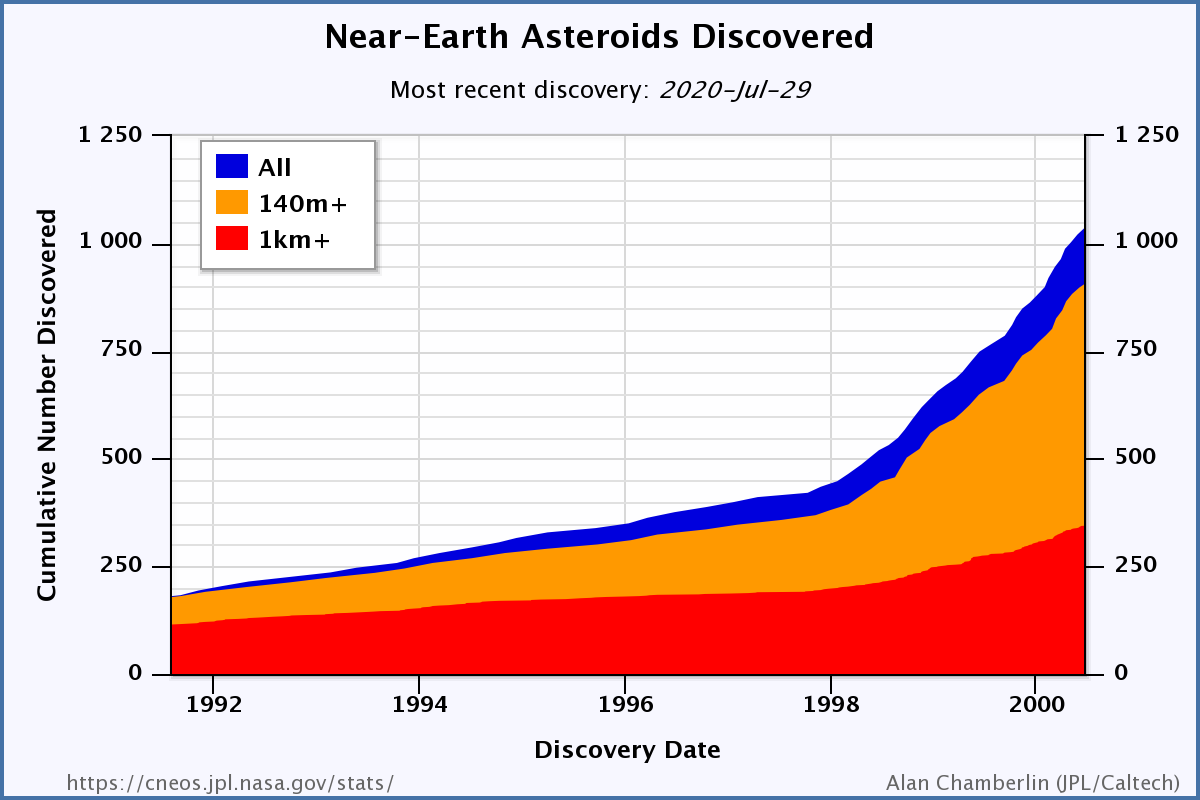 Near-Earth Asteroids Discovered
Most recent discovery: 2020-Jul-29
1 250
1 000
750
500
250
0
Cumulative Number Discovered
All
140m+
1km+
1 250
1 000
750
500
250
0
1992
1994
1996
1998
2000
Discovery Date
https://cneos.jpl.nasa.gov/stats/
Alan Chamberlin (JPL/Caltech)